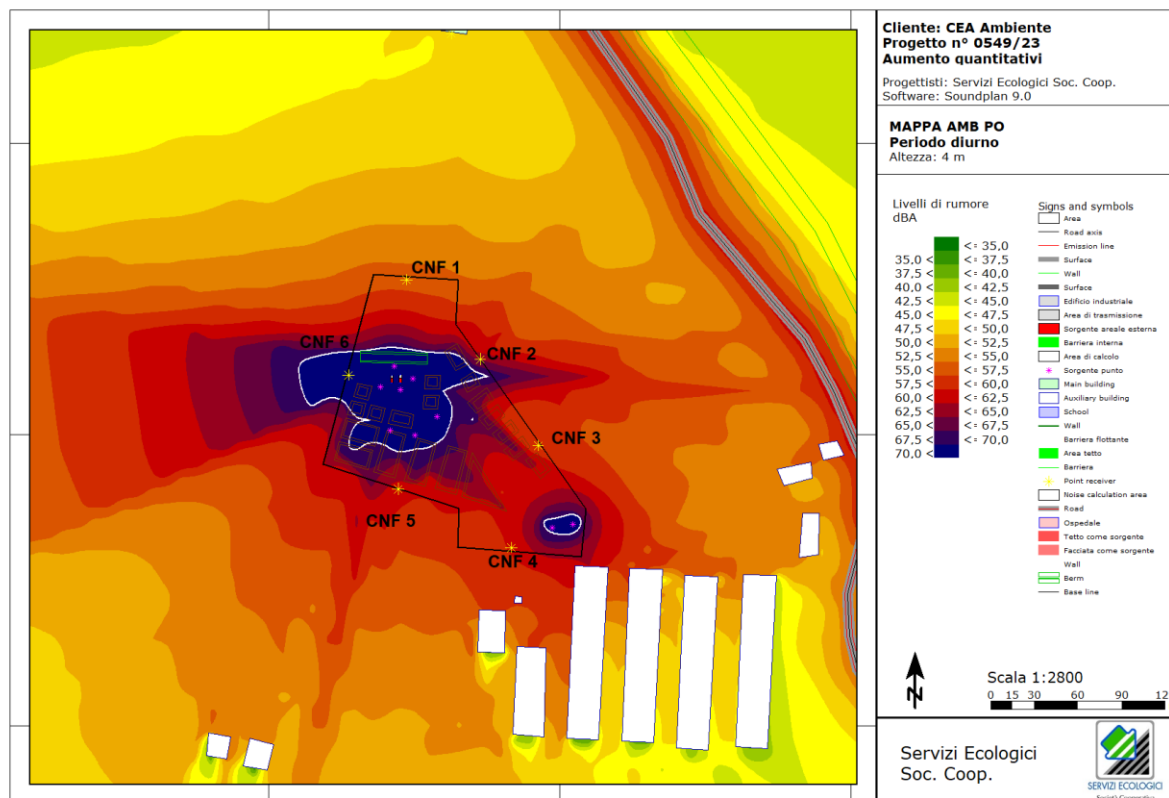 Cliente: CEA Ambiente
Progetto n° 0549/23
Aumento quantitativi
Progettisti: Servizi Ecologici Soc. Coop.
Software: Soundplan 9.0
MAPPA AMB PO
Periodo diurno
Altezza: 4 m
Livelli di rumore
dBA
<= 35,0
35,0 < <= 37,5
37,5 < <= 40,0
40,0 < <= 42,5
42,5 < <= 45,0
45,0 < <= 47,5
47,5 < <= 50,0
50,0 < <= 52,5
52,5 < <= 55,0
55,0 < <= 57,5
57,5 < <= 60,0
60,0 < <= 62,5
62,5 < <= 65,0
65,0 < <= 67,5
67,5 < <= 70,0
70,0 <
Signs and symbols
Area
Road axis
Emission line
Surface
Wall
Surface
Edificio industriale
Area di trasmissione
Sorgente areale esterna
Barriera interna
Area di calcolo
Sorgente punto
Main building
Auxiliary building
School
Wall
Barriera flottante
Area tetto
Barriera
Point receiver
Noise calculation area
Road
Ospedale
Tetto come sorgente
Facciata come sorgente
Wall
Berm
Base line
CNF 1
CNF 6
CNF 2
CNF 3
CNF 5
CNF 4
N
Scala 1:2800
0 15 30 60 90 12
Servizi Ecologici
Soc. Coop.
SERVIZI ECOLOGICI
Società Cooperativa